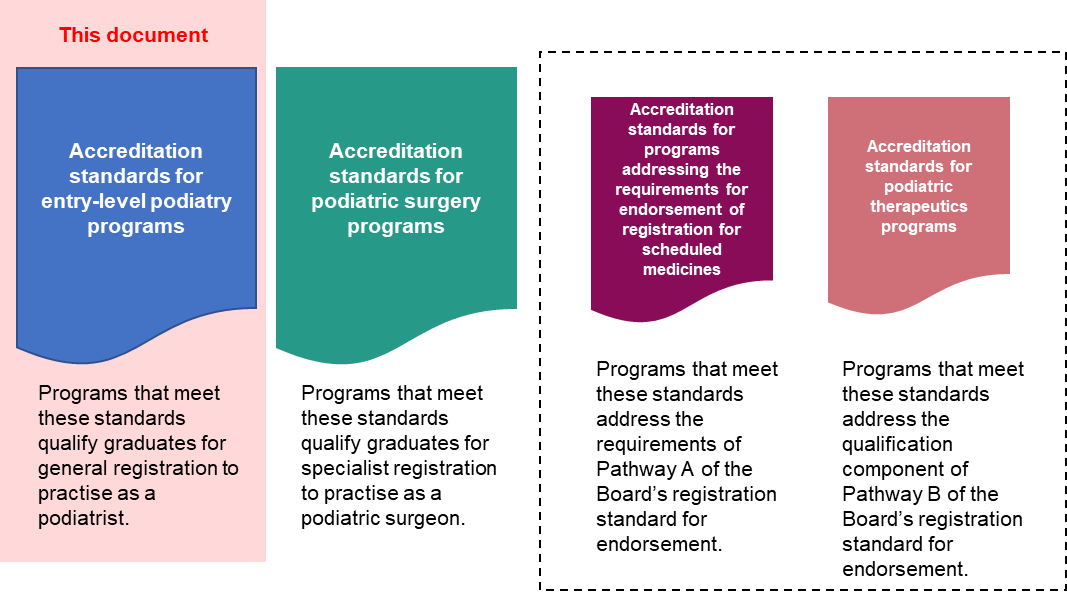 This document
Accreditation
standards for
entry-level podiatry
programs
Programs that meet
these standards
qualify graduates for
general registration to
practise as a
podiatrist.
Accreditation
standards for
podiatric surgery
programs
Programs that meet
these standards
qualify graduates for
specialist registration
to practise as a
podiatric surgeon.
Accreditation
standards for
programs
addressing the
requirements for
endorsement of
registration for
scheduled
medicines
Programs that meet
these standards
address the
requirements of
Pathway A of the
Board’s registration
standard for
endorsement.
Accreditation
standards for
podiatric
therapeutics
programs
Programs that meet
these standards
address the
qualification
component of
Pathway B of the
Board’s registration
standard for
endorsement.